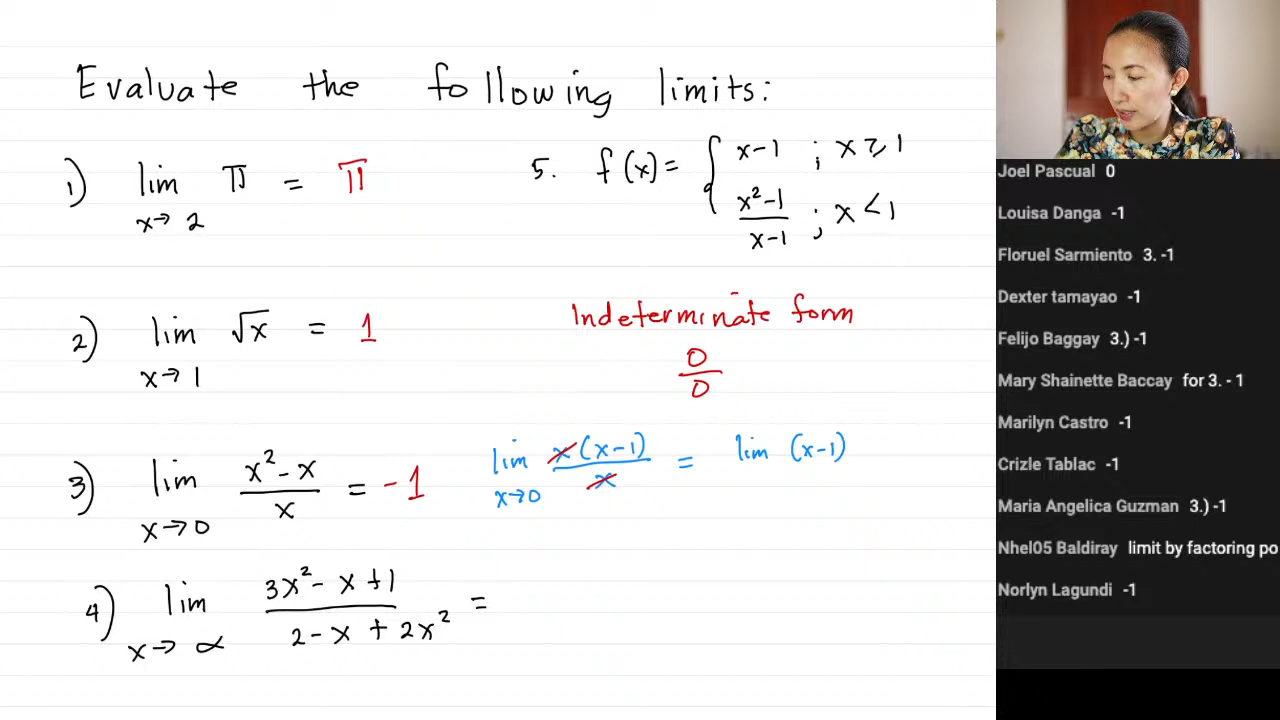 Evaluate the following limits:
1) lim x→2 π = π
5. f(x) = { x-1 ; x ≥ 1
x²-1 / x-1 ; x < 1
2) lim x→1 √x = 1
Indeterminate form
0/0
3) lim x→0 x²-x / x = -1
lim x→0 x(x-1) / x = lim (x-1)
4) lim x→∝ 3x²-x+1 / 2-x+2x² =
Joel Pascual 0
Louisa Danga -1
Floruel Sarmiento 3. -1
Dexter tamayao -1
Felijo Baggay 3.) -1
Mary Shainette Baccay for 3. - 1
Marilyn Castro -1
Crizle Tablac -1
Maria Angelica Guzman 3.) -1
Nhel05 Baldiray limit by factoring po
Norlyn Lagundi -1